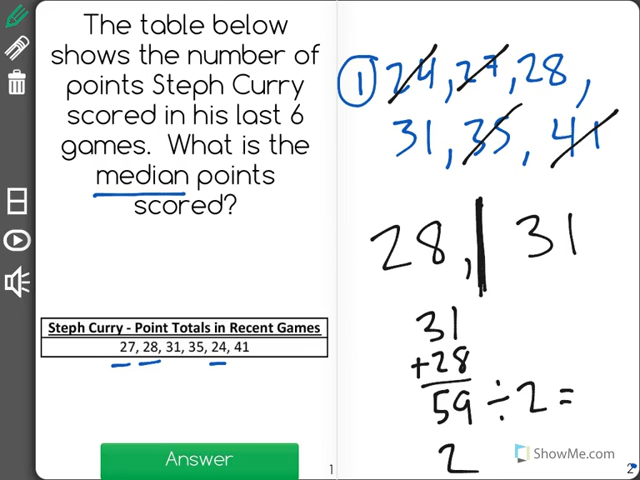 The table below
shows the number of
points Steph Curry
scored in his last 6
games. What is the
median points
scored?
Steph Curry - Point Totals in Recent Games
27, 28, 31, 35, 24, 41
Answer
1
① 24, 27, 28,
31, 35, 41
28, | 31
31
+28
59 ÷ 2 =
2
ShowMe.com
2